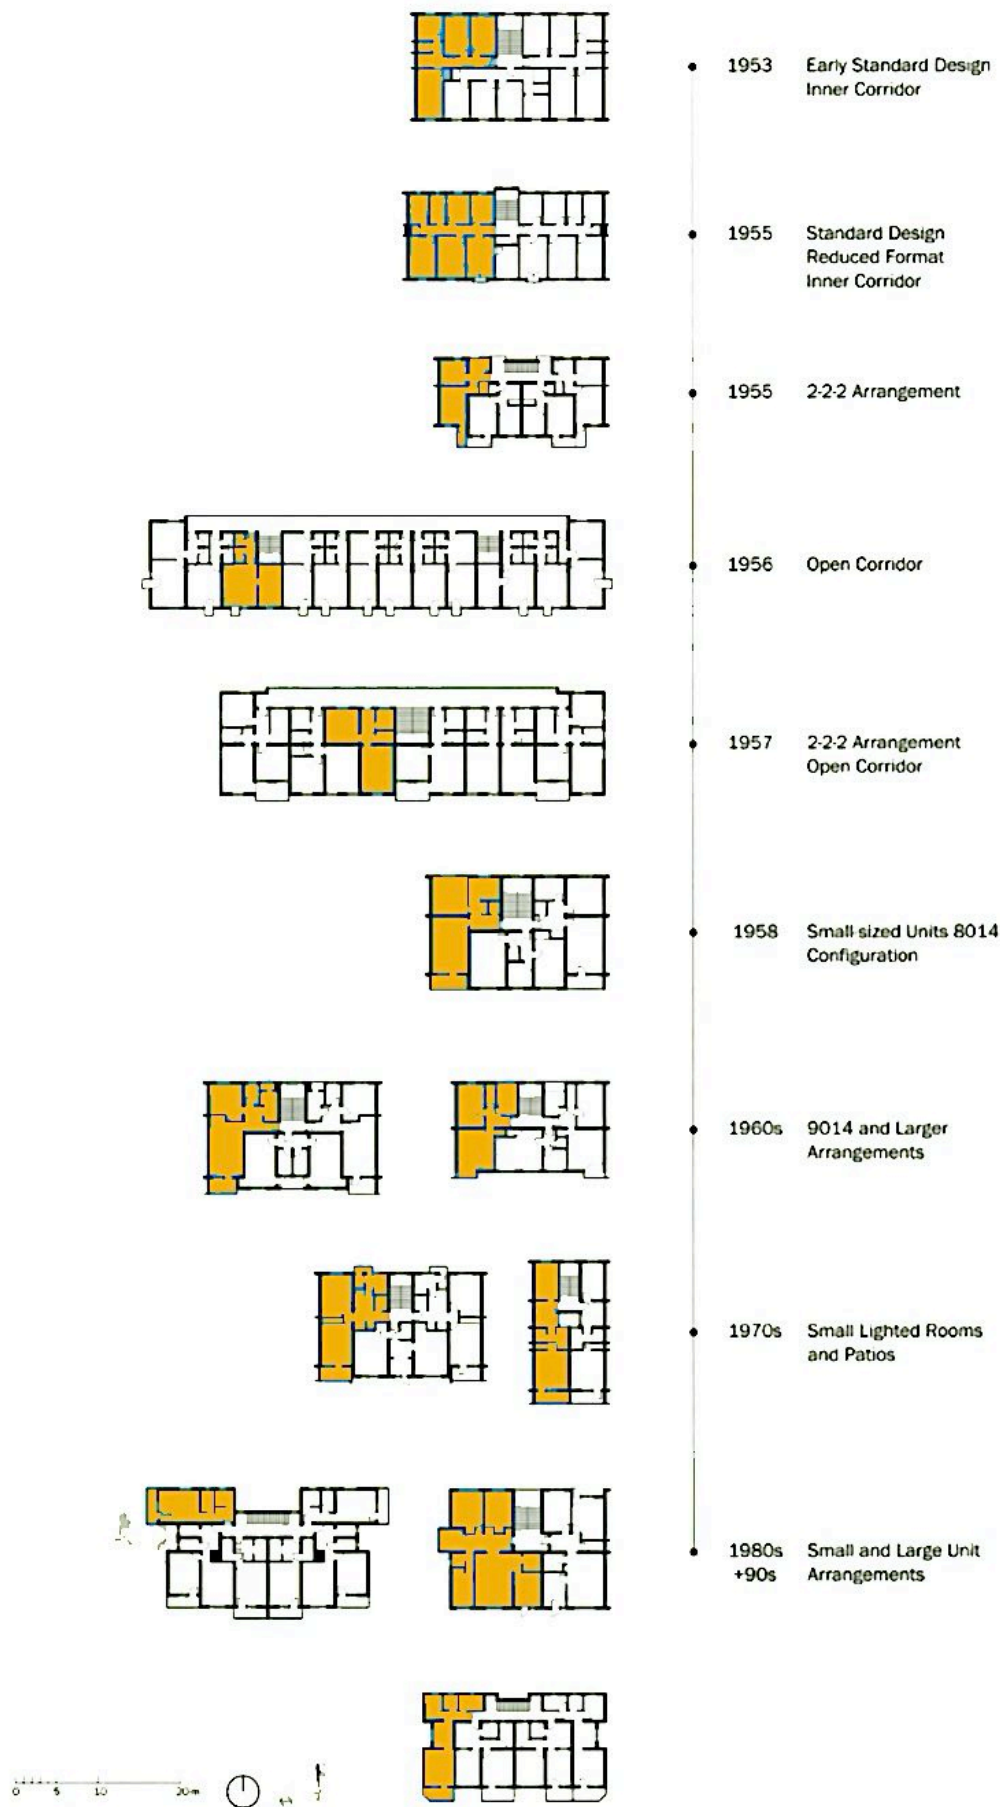 1953 Early Standard Design
Inner Corridor
1955 Standard Design
Reduced Format
Inner Corridor
1955 2-2-2 Arrangement
1956 Open Corridor
1957 2-2-2 Arrangement
Open Corridor
1958 Small-sized Units 8014
Configuration
1960s 9014 and Larger
Arrangements
1970s Small Lighted Rooms
and Patios
1980s Small and Large Unit
+90s Arrangements
0 5 10 20m